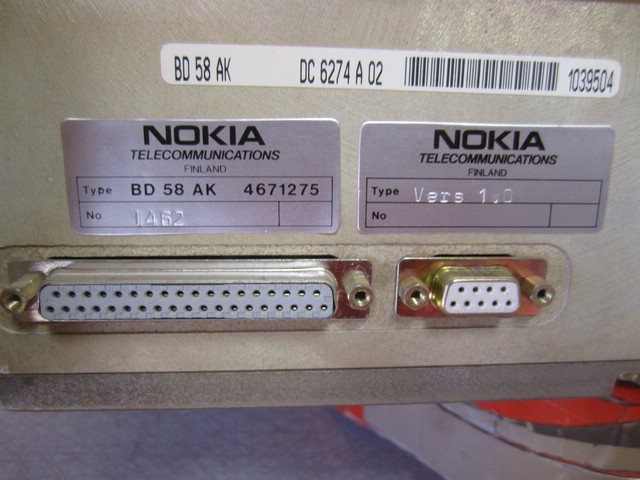 BD 58 AK DC 6274 A 02 1039504
NOKIA
TELECOMMUNICATIONS
FINLAND
Type BD 58 AK 4671275
No 1462
NOKIA
TELECOMMUNICATIONS
FINLAND
Type Vers 1.0
No